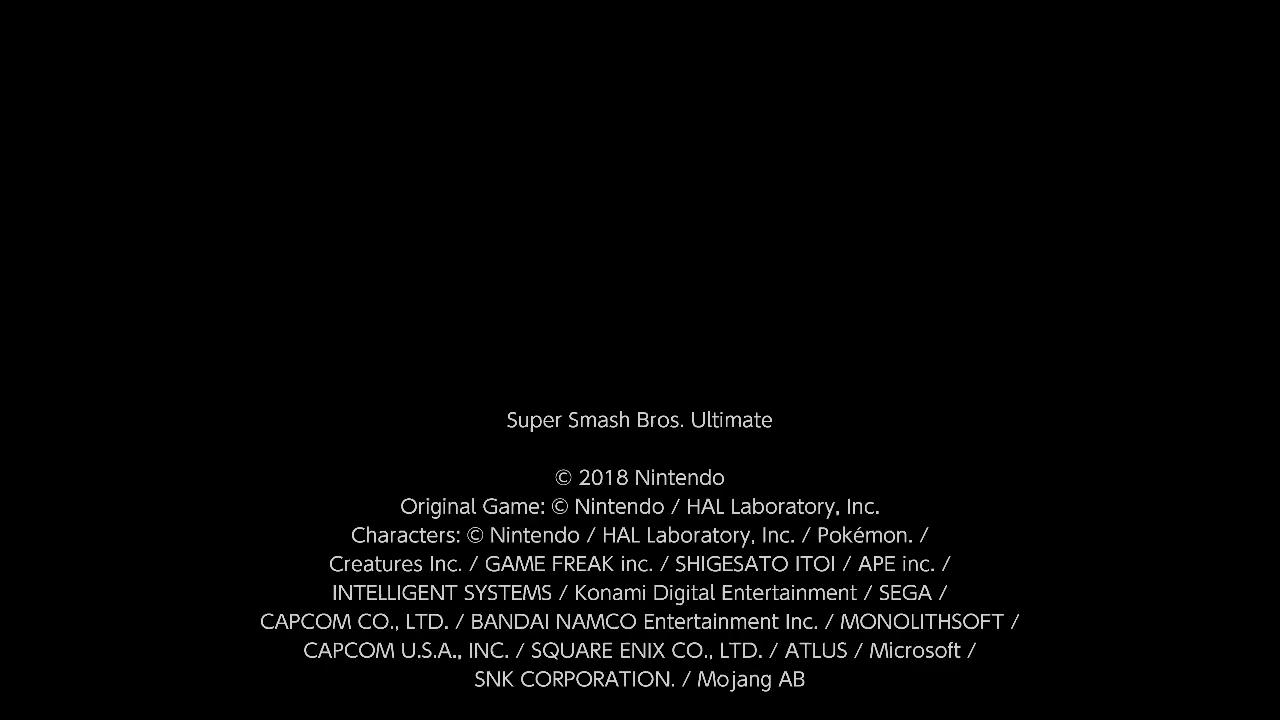 Super Smash Bros. Ultimate
© 2018 Nintendo
Original Game: © Nintendo / HAL Laboratory, Inc.
Characters: © Nintendo / HAL Laboratory, Inc. / Pokémon. /
Creatures Inc. / GAME FREAK inc. / SHIGESATO ITOI / APE inc. /
INTELLIGENT SYSTEMS / Konami Digital Entertainment / SEGA /
CAPCOM CO., LTD. / BANDAI NAMCO Entertainment Inc. / MONOLITHSOFT /
CAPCOM U.S.A., INC. / SQUARE ENIX CO., LTD. / ATLUS / Microsoft /
SNK CORPORATION. / Mojang AB